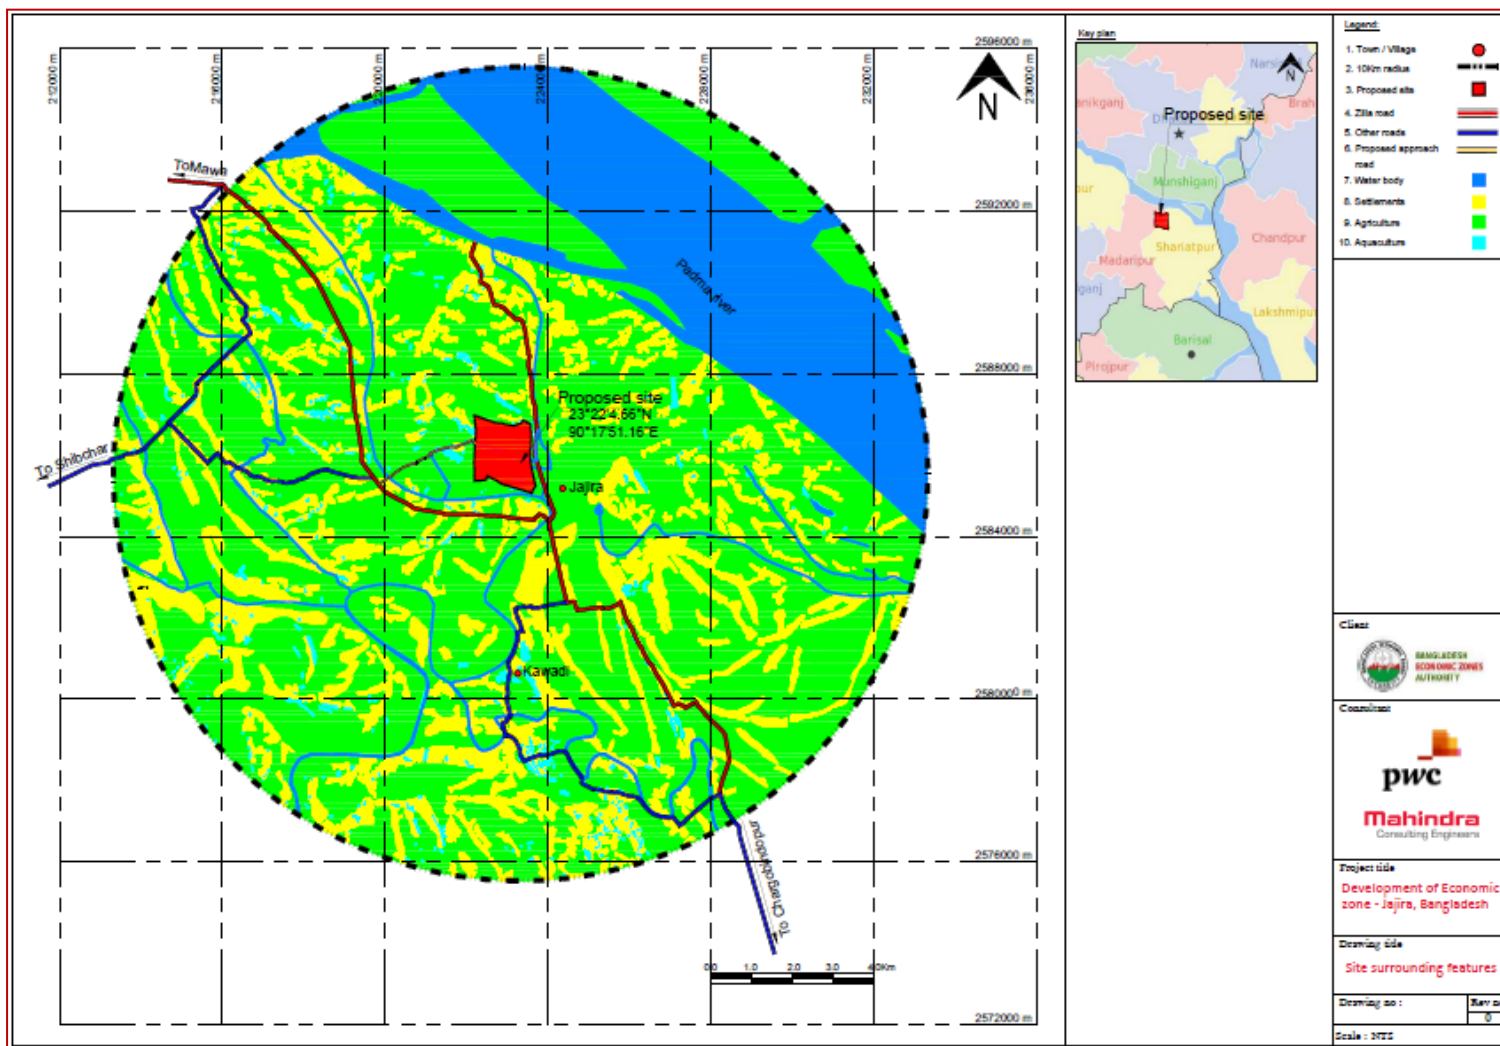 2596000 m
212000 m
216000 m
220000 m
224000 m
228000 m
232000 m
236000 m
N
ToMawa
2592000 m
Padma river
2588000 m
Proposed site
23°22'4.66"N
90°17'51.16"E
To Shibchar
Jajira
2584000 m
Kawadi
2580000 m
2576000 m
To Chargobindopur
0.0 1.0 2.0 3.0 4.0Km
2572000 m
Key plan
N
anikganj
Proposed site
Munshiganj
Shariatpur
Chandpur
Madaripur
ganj
Lakshmipur
Barisal
Pirojpur
Legend:
1. Town / Village
2. 10Km radius
3. Proposed site
4. Zilla road
5. Other roads
6. Proposed approach
road
7. Water body
8. Settlements
9. Agriculture
10. Aquaculture
Client
BANGLADESH
ECONOMIC ZONES
AUTHORITY
Consultant
pwc
Mahindra
Consulting Engineers
Project title
Development of Economic
zone - Jajira, Bangladesh
Drawing title
Site surrounding features
Drawing no :
Rev no
0
Scale : NTS